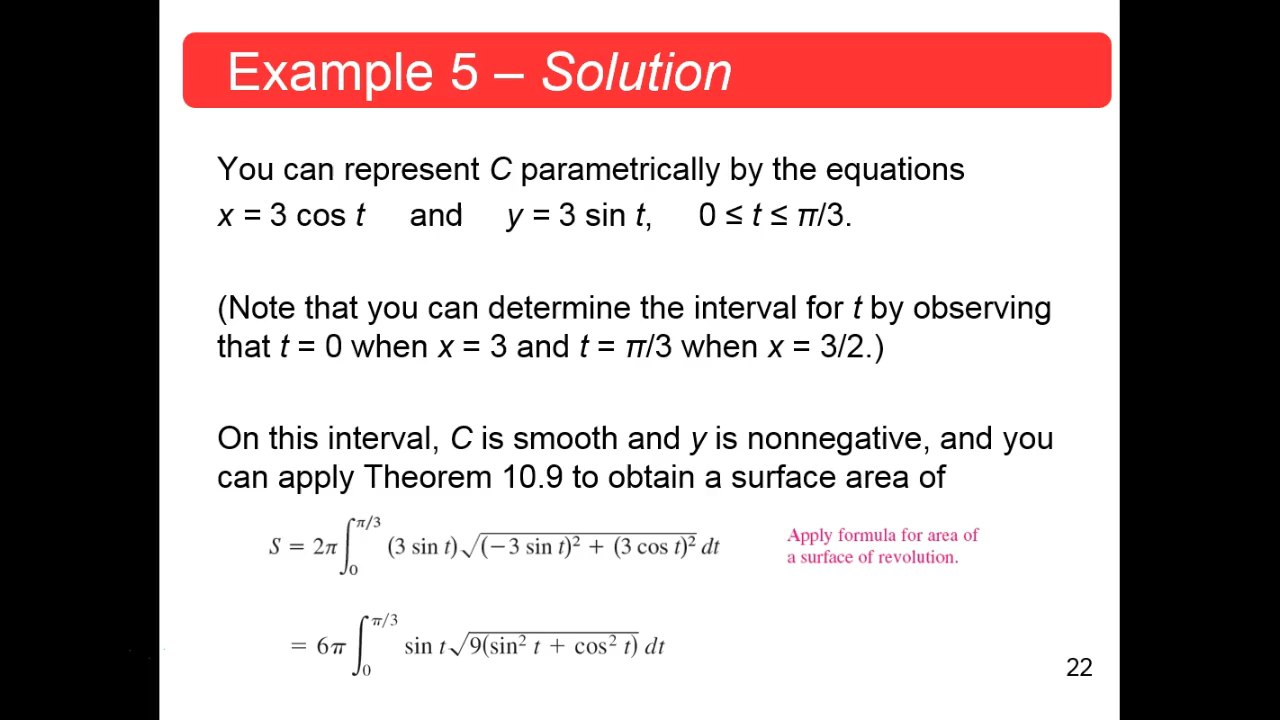 Example 5 – Solution
You can represent C parametrically by the equations
x = 3 cos t and y = 3 sin t, 0 ≤ t ≤ π/3.
(Note that you can determine the interval for t by observing
that t = 0 when x = 3 and t = π/3 when x = 3/2.)
On this interval, C is smooth and y is nonnegative, and you
can apply Theorem 10.9 to obtain a surface area of
S = 2π ∫₀^(π/3) (3 sin t)√((−3 sin t)² + (3 cos t)²) dt
Apply formula for area of
a surface of revolution.
= 6π ∫₀^(π/3) sin t√(9(sin² t + cos² t)) dt
22